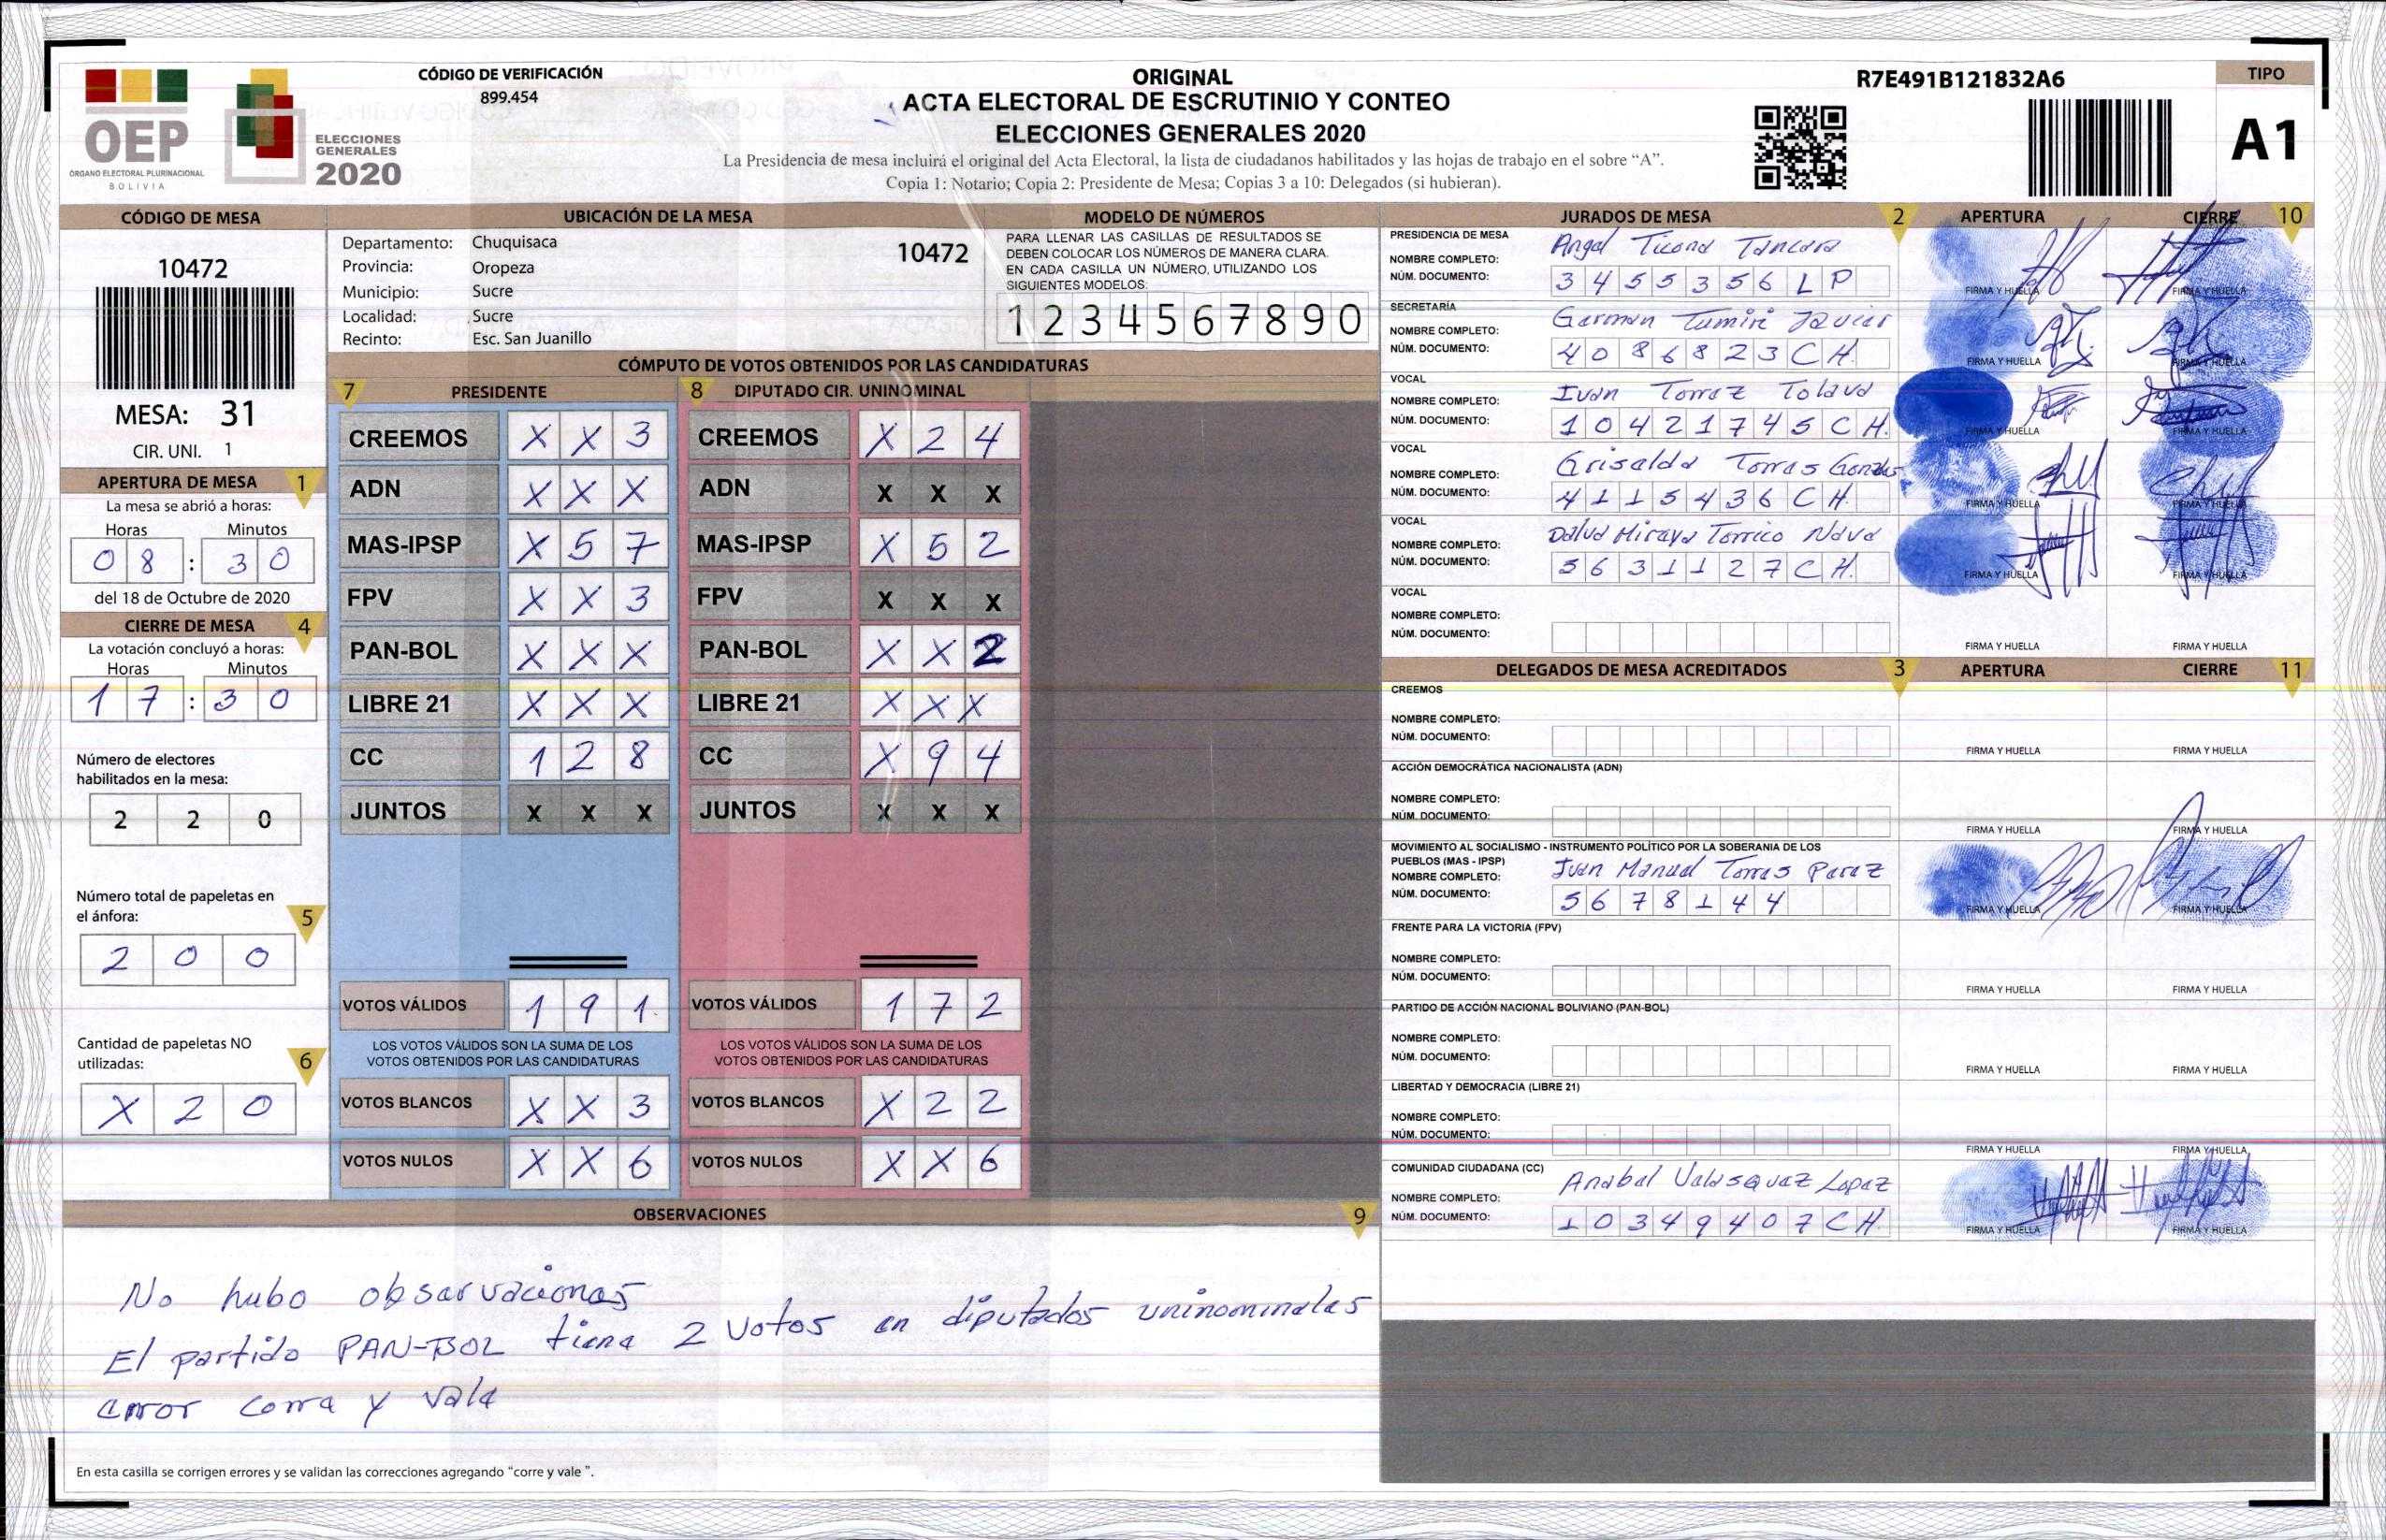 OEP
ÓRGANO ELECTORAL PLURINACIONAL
BOLIVIA
ELECCIONES
GENERALES
2020
CÓDIGO DE VERIFICACIÓN
899.454
ORIGINAL
ACTA ELECTORAL DE ESCRUTINIO Y CONTEO
ELECCIONES GENERALES 2020
La Presidencia de mesa incluirá el original del Acta Electoral, la lista de ciudadanos habilitados y las hojas de trabajo en el sobre “A”.
Copia 1: Notario; Copia 2: Presidente de Mesa; Copias 3 a 10: Delegados (si hubieran).
R7E491B121832A6
TIPO
A1
CÓDIGO DE MESA
10472
MESA: 31
CIR. UNI. 1
APERTURA DE MESA 1
La mesa se abrió a horas:
Horas Minutos
0 8 : 3 0
del 18 de Octubre de 2020
CIERRE DE MESA 4
La votación concluyó a horas:
Horas Minutos
1 7 : 3 0
Número de electores
habilitados en la mesa:
2 2 0
Número total de papeletas en
el ánfora: 5
2 0 0
Cantidad de papeletas NO
utilizadas: 6
X 2 0
UBICACIÓN DE LA MESA
Departamento: Chuquisaca 10472
Provincia: Oropeza
Municipio: Sucre
Localidad: Sucre
Recinto: Esc. San Juanillo
MODELO DE NÚMEROS
PARA LLENAR LAS CASILLAS DE RESULTADOS SE
DEBEN COLOCAR LOS NÚMEROS DE MANERA CLARA.
EN CADA CASILLA UN NÚMERO, UTILIZANDO LOS
SIGUIENTES MODELOS:
1 2 3 4 5 6 7 8 9 0
CÓMPUTO DE VOTOS OBTENIDOS POR LAS CANDIDATURAS
7 PRESIDENTE 8 DIPUTADO CIR. UNINOMINAL
CREEMOS X X 3 CREEMOS X 2 4
ADN X X X ADN X X X
MAS-IPSP X 5 7 MAS-IPSP X 5 2
FPV X X 3 FPV X X X
PAN-BOL X X X PAN-BOL X X 2
LIBRE 21 X X X LIBRE 21 X X X
CC 1 2 8 CC X 9 4
JUNTOS X X X JUNTOS X X X
VOTOS VÁLIDOS 1 9 1 VOTOS VÁLIDOS 1 7 2
LOS VOTOS VÁLIDOS SON LA SUMA DE LOS LOS VOTOS VÁLIDOS SON LA SUMA DE LOS
VOTOS OBTENIDOS POR LAS CANDIDATURAS VOTOS OBTENIDOS POR LAS CANDIDATURAS
VOTOS BLANCOS X X 3 VOTOS BLANCOS X 2 2
VOTOS NULOS X X 6 VOTOS NULOS X X 6
OBSERVACIONES 9
No hubo observaciones
El partido PAN-BOL tiene 2 votos en diputados uninominales
error corre y vale
En esta casilla se corrigen errores y se validan las correcciones agregando “corre y vale ”.
JURADOS DE MESA 2 APERTURA CIERRE 10
PRESIDENCIA DE MESA
NOMBRE COMPLETO: Angel Ticona Tancara
NÚM. DOCUMENTO: 3 4 5 5 3 5 6 L P
FIRMA Y HUELLA FIRMA Y HUELLA
SECRETARÍA
NOMBRE COMPLETO: German Tumiri Javier
NÚM. DOCUMENTO: 4 0 8 6 8 2 3 C H.
FIRMA Y HUELLA FIRMA Y HUELLA
VOCAL
NOMBRE COMPLETO: Ivan Torrez Tolava
NÚM. DOCUMENTO: 1 0 4 2 1 7 4 5 C H.
FIRMA Y HUELLA FIRMA Y HUELLA
VOCAL
NOMBRE COMPLETO: Griselda Torres
NÚM. DOCUMENTO: 4 1 1 5 4 3 6 C H.
FIRMA Y HUELLA FIRMA Y HUELLA
VOCAL
NOMBRE COMPLETO: Torrico Nava
NÚM. DOCUMENTO: 5 6 3 1 1 2 7 C H.
FIRMA Y HUELLA FIRMA Y HUELLA
VOCAL
NOMBRE COMPLETO:
NÚM. DOCUMENTO:
FIRMA Y HUELLA FIRMA Y HUELLA
DELEGADOS DE MESA ACREDITADOS 3 APERTURA CIERRE 11
CREEMOS
NOMBRE COMPLETO:
NÚM. DOCUMENTO:
FIRMA Y HUELLA FIRMA Y HUELLA
ACCIÓN DEMOCRÁTICA NACIONALISTA (ADN)
NOMBRE COMPLETO:
NÚM. DOCUMENTO:
FIRMA Y HUELLA FIRMA Y HUELLA
MOVIMIENTO AL SOCIALISMO - INSTRUMENTO POLÍTICO POR LA SOBERANIA DE LOS
PUEBLOS (MAS - IPSP)
NOMBRE COMPLETO: Juan Manuel Torres Perez
NÚM. DOCUMENTO: 5 6 7 8 1 4 4
FIRMA Y HUELLA FIRMA Y HUELLA
FRENTE PARA LA VICTORIA (FPV)
NOMBRE COMPLETO:
NÚM. DOCUMENTO:
FIRMA Y HUELLA FIRMA Y HUELLA
PARTIDO DE ACCIÓN NACIONAL BOLIVIANO (PAN-BOL)
NOMBRE COMPLETO:
NÚM. DOCUMENTO:
FIRMA Y HUELLA FIRMA Y HUELLA
LIBERTAD Y DEMOCRACIA (LIBRE 21)
NOMBRE COMPLETO:
NÚM. DOCUMENTO:
FIRMA Y HUELLA FIRMA Y HUELLA
COMUNIDAD CIUDADANA (CC)
NOMBRE COMPLETO: Anabel Velasquez Lopez
NÚM. DOCUMENTO: 1 0 3 4 9 4 0 7 C H.
FIRMA Y HUELLA FIRMA Y HUELLA